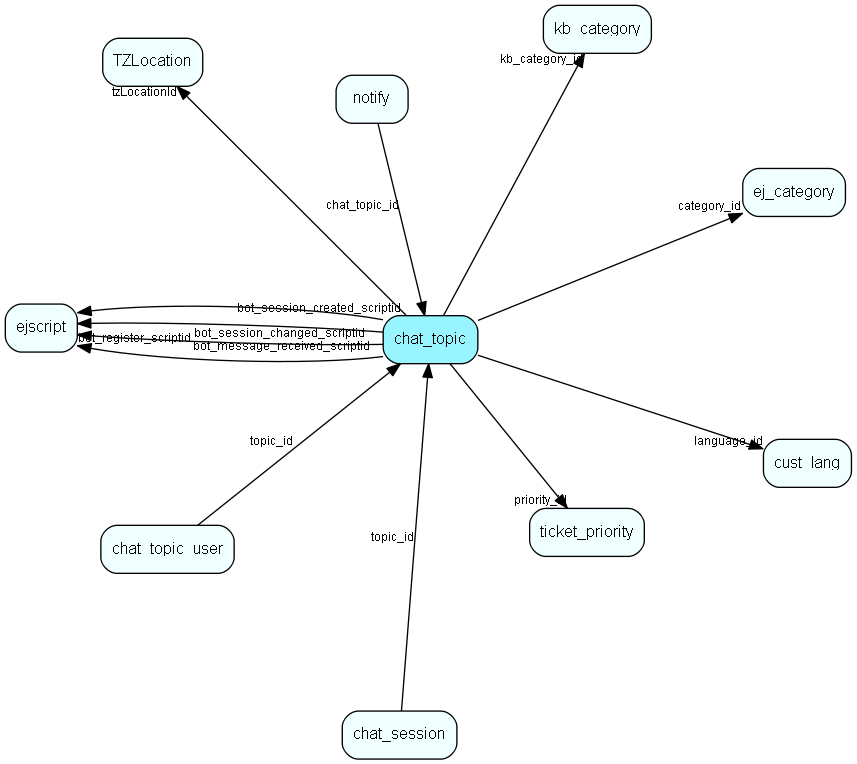 kb_category
kb_category_id
TZLocation
tzLocationId
notify
chat_topic_id
ej_category
category_id
bot_session_created_scriptid
ejscript
bot_session_changed_scriptid
bot_register_scriptid
bot_message_received_scriptid
chat_topic
topic_id
language_id
cust_lang
priority_id
ticket_priority
chat_topic_user
topic_id
chat_session